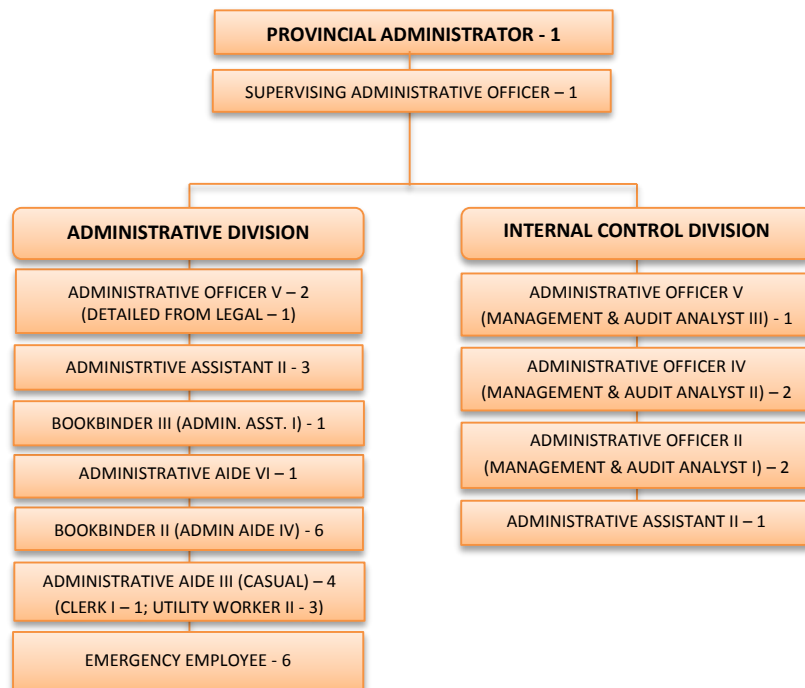 PROVINCIAL ADMINISTRATOR - 1
SUPERVISING ADMINISTRATIVE OFFICER – 1
ADMINISTRATIVE DIVISION
ADMINISTRATIVE OFFICER V – 2
(DETAILED FROM LEGAL – 1)
ADMINISTRTIVE ASSISTANT II - 3
BOOKBINDER III (ADMIN. ASST. I) - 1
ADMINISTRATIVE AIDE VI – 1
BOOKBINDER II (ADMIN AIDE IV) - 6
ADMINISTRATIVE AIDE III (CASUAL) – 4
(CLERK I – 1; UTILITY WORKER II - 3)
EMERGENCY EMPLOYEE - 6
INTERNAL CONTROL DIVISION
ADMINISTRATIVE OFFICER V
(MANAGEMENT & AUDIT ANALYST III) - 1
ADMINISTRATIVE OFFICER IV
(MANAGEMENT & AUDIT ANALYST II) – 2
ADMINISTRATIVE OFFICER II
(MANAGEMENT & AUDIT ANALYST I) – 2
ADMINISTRATIVE ASSISTANT II – 1